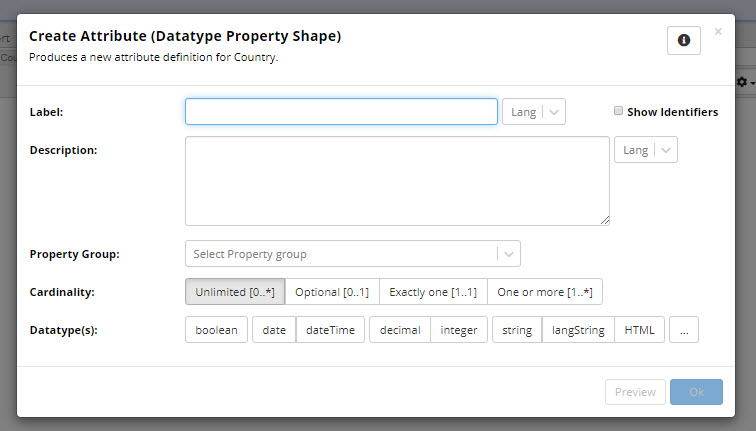 Create Attribute (Datatype Property Shape)
Produces a new attribute definition for Country.
Label: Lang Show Identifiers
Description: Lang
Property Group: Select Property group
Cardinality: Unlimited [0..*] Optional [0..1] Exactly one [1..1] One or more [1..*]
Datatype(s): boolean date dateTime decimal integer string langString HTML ...
Preview Ok